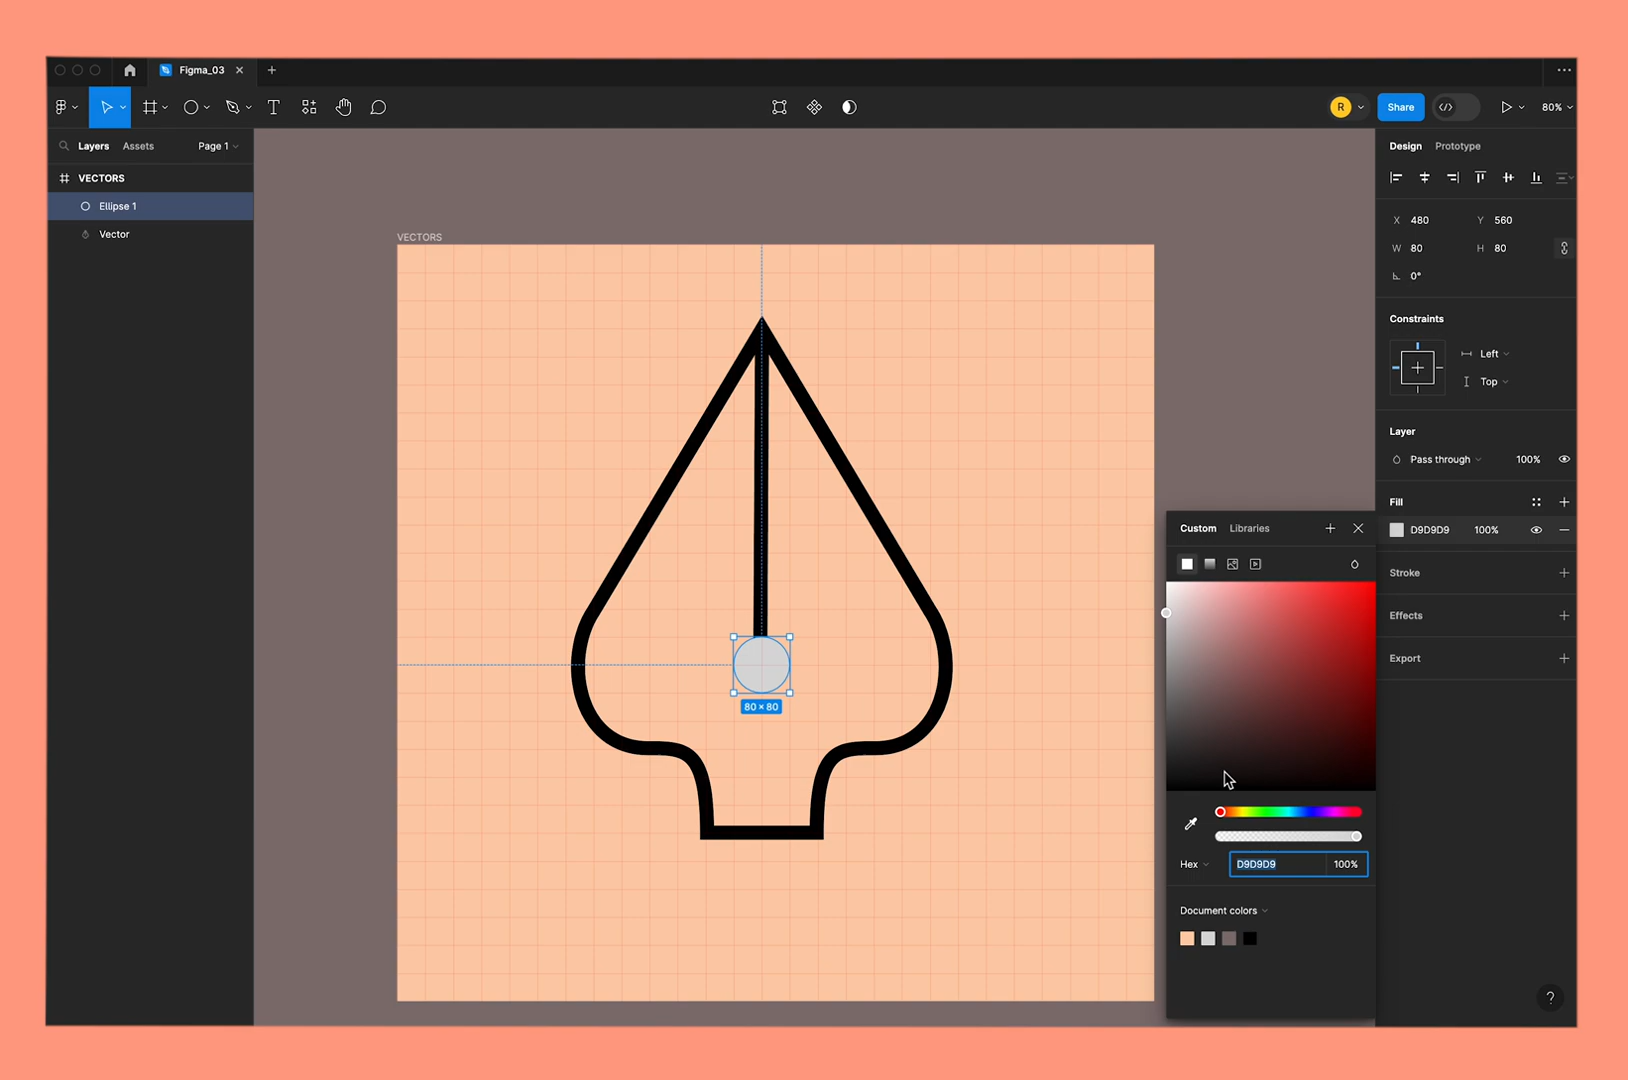 Figma_03
R
Share
80%
Layers Assets Page 1
VECTORS
Ellipse 1
Vector
VECTORS
80 × 80
Design Prototype
X 480 Y 560
W 80 H 80
0°
Constraints
Left
Top
Layer
Pass through 100%
Fill
D9D9D9 100%
Stroke
Effects
Export
Custom Libraries
Hex D9D9D9 100%
Document colors
?